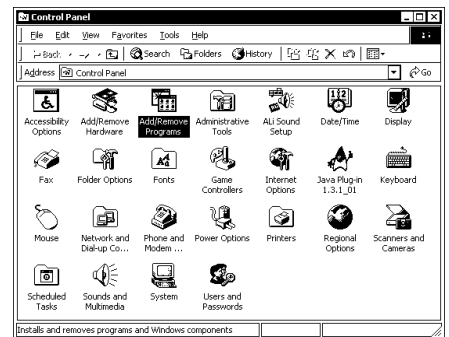 Control Panel
File Edit View Favorites Tools Help
Back Search Folders History
Address Control Panel Go
Accessibility Options
Add/Remove Hardware
Add/Remove Programs
Administrative Tools
ALi Sound Setup
Date/Time
Display
Fax
Folder Options
Fonts
Game Controllers
Internet Options
Java Plug-in 1.3.1_01
Keyboard
Mouse
Network and Dial-up Co...
Phone and Modem ...
Power Options
Printers
Regional Options
Scanners and Cameras
Scheduled Tasks
Sounds and Multimedia
System
Users and Passwords
Installs and removes programs and Windows components